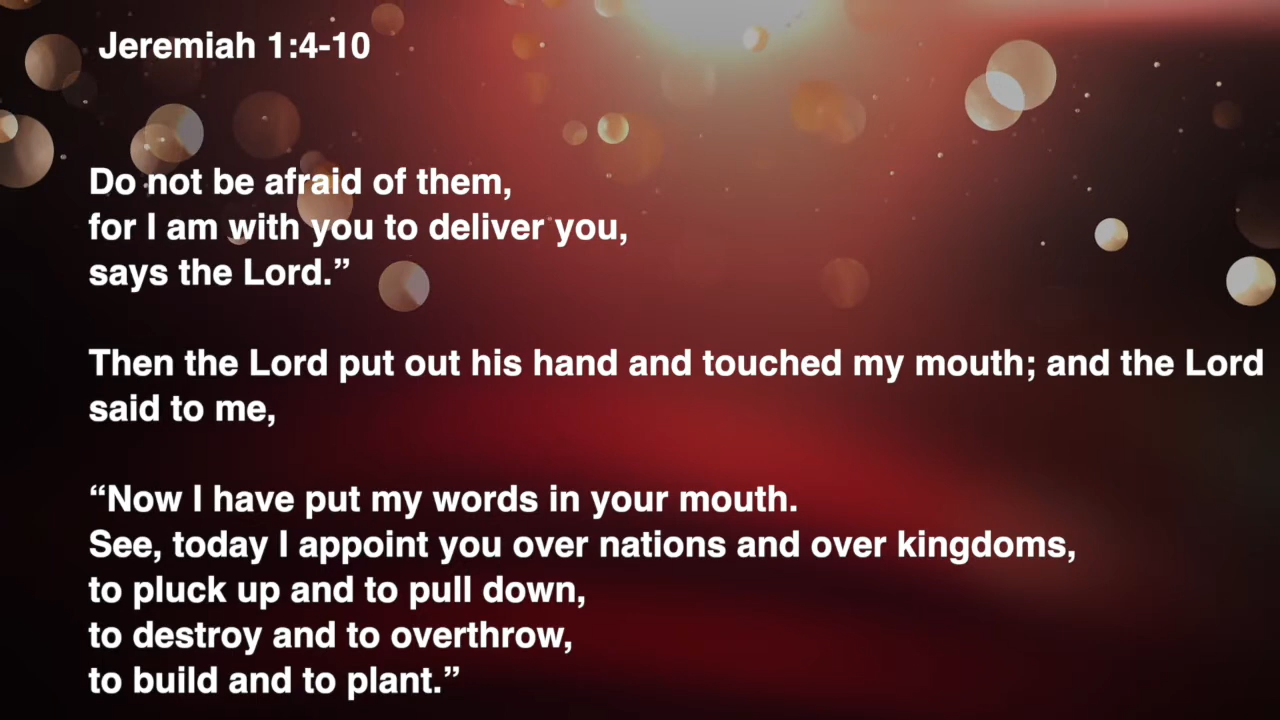 Jeremiah 1:4-10
Do not be afraid of them,
for I am with you to deliver you,
says the Lord.”
Then the Lord put out his hand and touched my mouth; and the Lord
said to me,
“Now I have put my words in your mouth.
See, today I appoint you over nations and over kingdoms,
to pluck up and to pull down,
to destroy and to overthrow,
to build and to plant.”